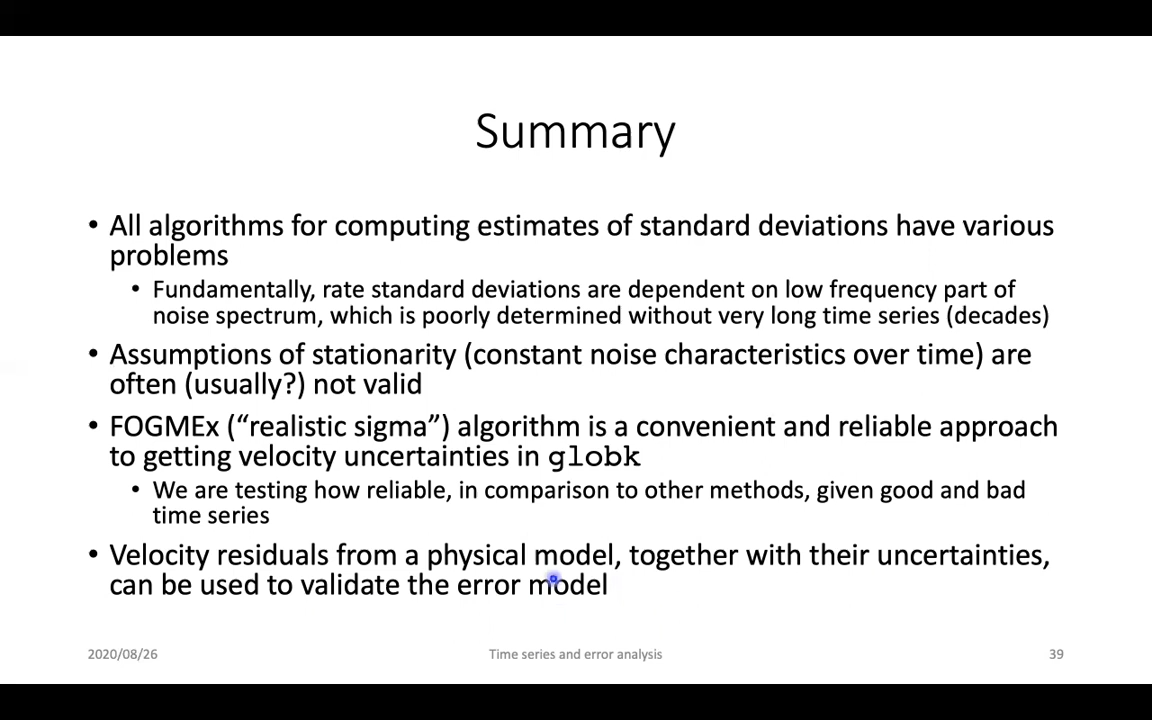 Summary
• All algorithms for computing estimates of standard deviations have various
problems
• Fundamentally, rate standard deviations are dependent on low frequency part of
noise spectrum, which is poorly determined without very long time series (decades)
• Assumptions of stationarity (constant noise characteristics over time) are
often (usually?) not valid
• FOGMEx (“realistic sigma”) algorithm is a convenient and reliable approach
to getting velocity uncertainties in globk
• We are testing how reliable, in comparison to other methods, given good and bad
time series
• Velocity residuals from a physical model, together with their uncertainties,
can be used to validate the error model
2020/08/26
Time series and error analysis
39